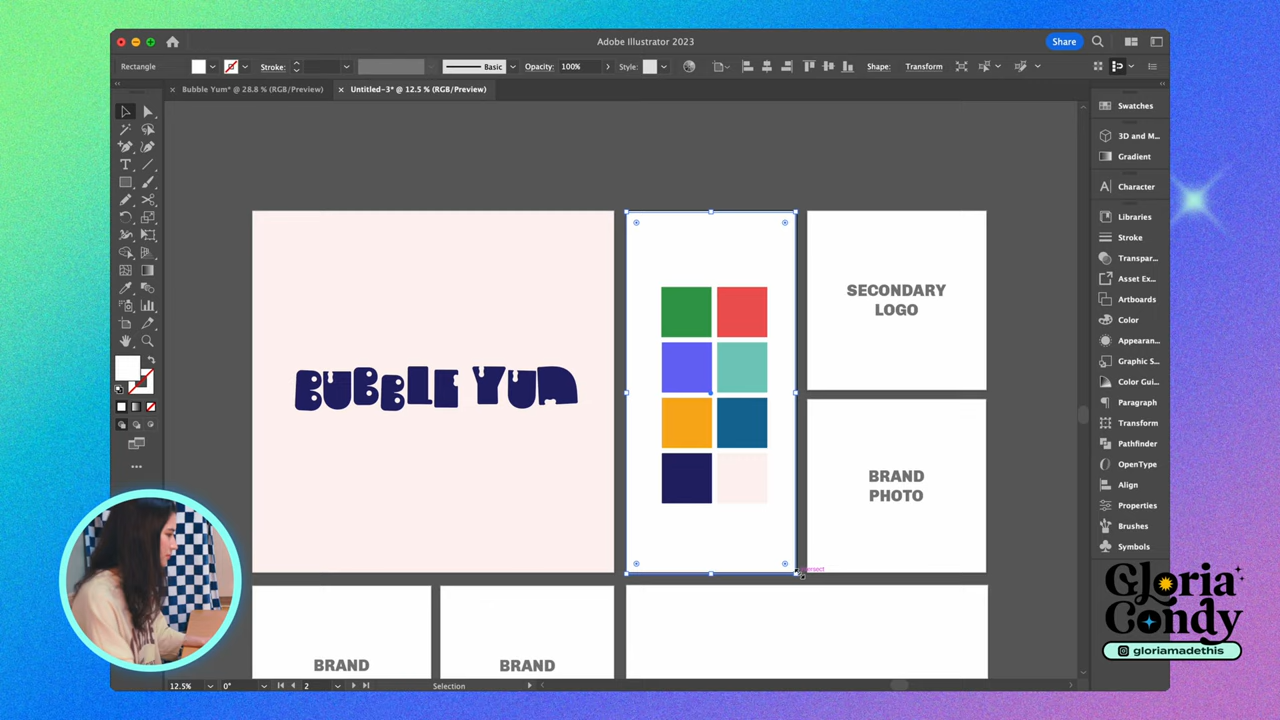 Adobe Illustrator 2023
Share
Rectangle
Stroke:
Basic
Opacity: 100%
Style:
Shape:
Transform
× Bubble Yum* @ 28.8 % (RGB/Preview)
× Untitled-3* @ 12.5 % (RGB/Preview)
BUBBLE YUM
SECONDARY
LOGO
BRAND
PHOTO
BRAND
BRAND
Swatches
3D and M...
Gradient
Character
Libraries
Stroke
Transpar...
Asset Ex...
Artboards
Color
Appearan...
Graphic S...
Color Gui...
Paragraph
Transform
Pathfinder
OpenType
Align
Properties
Brushes
Symbols
12.5%
0°
2
Selection
Gloria
Condy
gloriamadethis